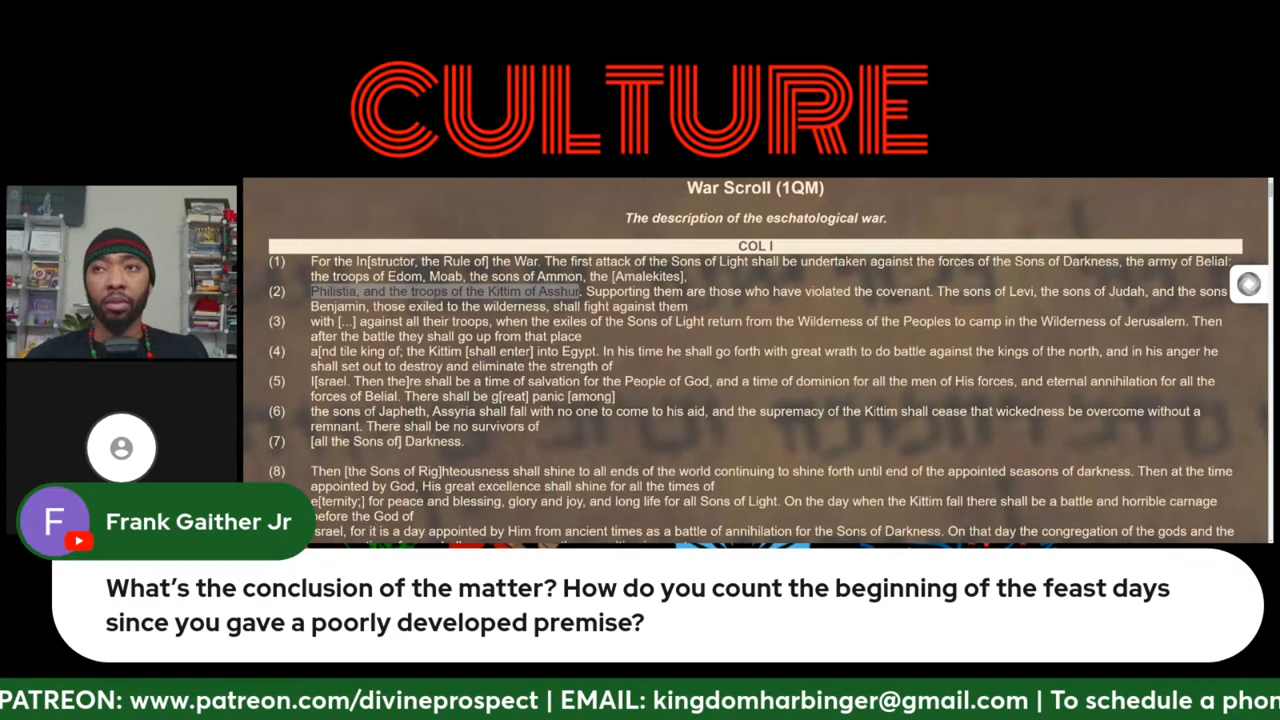 CULTURE
War Scroll (1QM)
The description of the eschatological war.
COL I
(1) For the In[structor, the Rule of] the War. The first attack of the Sons of Light shall be undertaken against the forces of the Sons of Darkness, the army of Belial:
the troops of Edom, Moab, the sons of Ammon, the [Amalekites],
(2) Philistia, and the troops of the Kittim of Asshur. Supporting them are those who have violated the covenant. The sons of Levi, the sons of Judah, and the sons
Benjamin, those exiled to the wilderness, shall fight against them
(3) with [...] against all their troops, when the exiles of the Sons of Light return from the Wilderness of the Peoples to camp in the Wilderness of Jerusalem. Then
after the battle they shall go up from that place
(4) a[nd tile king of; the Kittim [shall enter] into Egypt. In his time he shall go forth with great wrath to do battle against the kings of the north, and in his anger he
shall set out to destroy and eliminate the strength of
(5) I[srael. Then the]re shall be a time of salvation for the People of God, and a time of dominion for all the men of His forces, and eternal annihilation for all the
forces of Belial. There shall be g[reat] panic [among]
(6) the sons of Japheth, Assyria shall fall with no one to come to his aid, and the supremacy of the Kittim shall cease that wickedness be overcome without a
remnant. There shall be no survivors of
(7) [all the Sons of] Darkness.
(8) Then [the Sons of Rig]hteousness shall shine to all ends of the world continuing to shine forth until end of the appointed seasons of darkness. Then at the time
appointed by God, His great excellence shall shine for all the times of
e[ternity;] for peace and blessing, glory and joy, and long life for all Sons of Light. On the day when the Kittim fall there shall be a battle and horrible carnage
before the God of
Israel, for it is a day appointed by Him from ancient times as a battle of annihilation for the Sons of Darkness. On that day the congregation of the gods and the
F
Frank Gaither Jr
What's the conclusion of the matter? How do you count the beginning of the feast days
since you gave a poorly developed premise?
PATREON: www.patreon.com/divineprospect | EMAIL: kingdomharbinger@gmail.com | To schedule a phon